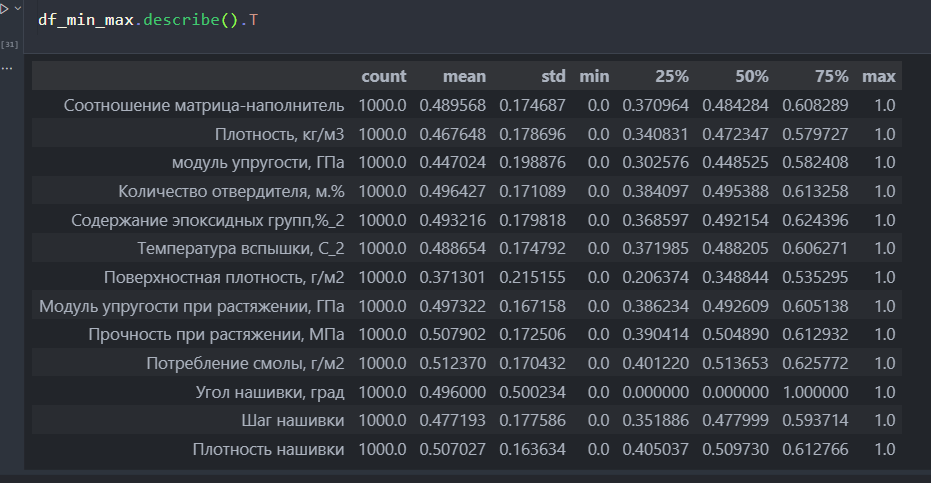 df_min_max.describe().T
[31]
...
count mean std min 25% 50% 75% max
Соотношение матрица-наполнитель 1000.0 0.489568 0.174687 0.0 0.370964 0.484284 0.608289 1.0
Плотность, кг/м3 1000.0 0.467648 0.178696 0.0 0.340831 0.472347 0.579727 1.0
модуль упругости, ГПа 1000.0 0.447024 0.198876 0.0 0.302576 0.448525 0.582408 1.0
Количество отвердителя, м.% 1000.0 0.496427 0.171089 0.0 0.384097 0.495388 0.613258 1.0
Содержание эпоксидных групп,%_2 1000.0 0.493216 0.179818 0.0 0.368597 0.492154 0.624396 1.0
Температура вспышки, С_2 1000.0 0.488654 0.174792 0.0 0.371985 0.488205 0.606271 1.0
Поверхностная плотность, г/м2 1000.0 0.371301 0.215155 0.0 0.206374 0.348844 0.535295 1.0
Модуль упругости при растяжении, ГПа 1000.0 0.497322 0.167158 0.0 0.386234 0.492609 0.605138 1.0
Прочность при растяжении, МПа 1000.0 0.507902 0.172506 0.0 0.390414 0.504890 0.612932 1.0
Потребление смолы, г/м2 1000.0 0.512370 0.170432 0.0 0.401220 0.513653 0.625772 1.0
Угол нашивки, град 1000.0 0.496000 0.500234 0.0 0.000000 0.000000 1.000000 1.0
Шаг нашивки 1000.0 0.477193 0.177586 0.0 0.351886 0.477999 0.593714 1.0
Плотность нашивки 1000.0 0.507027 0.163634 0.0 0.405037 0.509730 0.612766 1.0